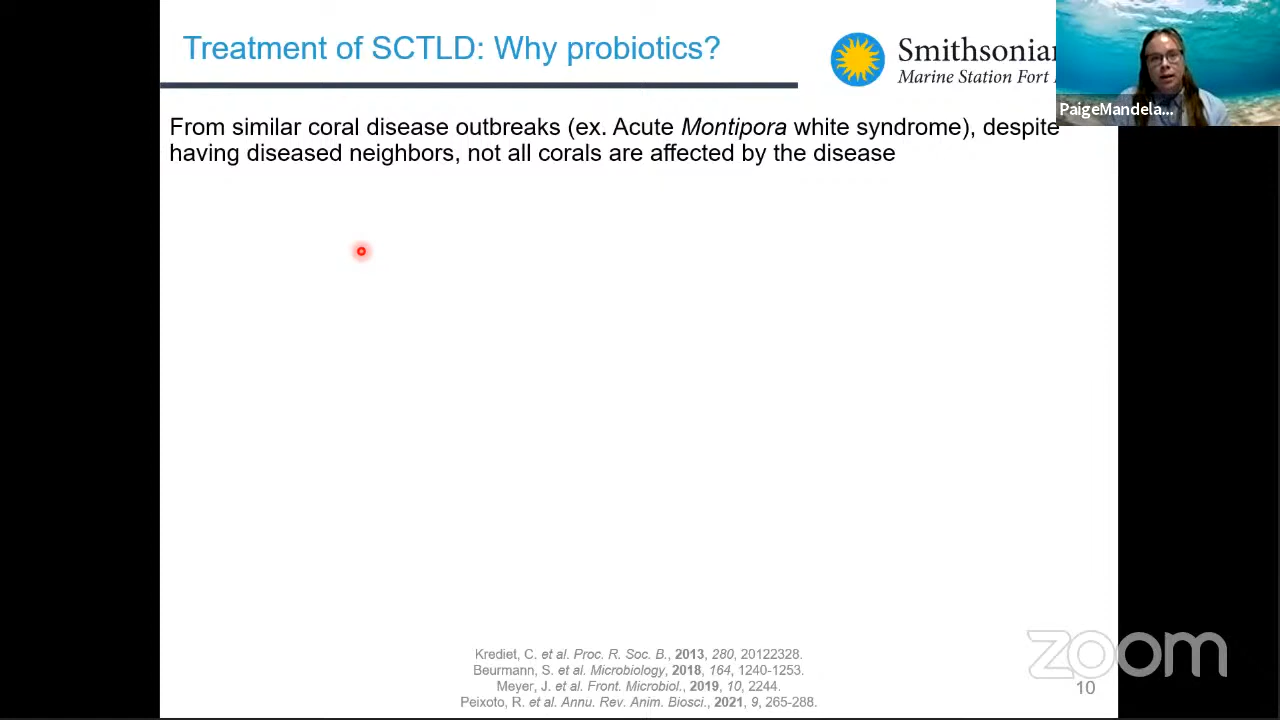 Treatment of SCTLD: Why probiotics?
Smithsonian
Marine Station Fort
PaigeMandela...
From similar coral disease outbreaks (ex. Acute Montipora white syndrome), despite
having diseased neighbors, not all corals are affected by the disease
Krediet, C. et al. Proc. R. Soc. B., 2013, 280, 20122328.
Beurmann, S. et al. Microbiology, 2018, 164, 1240-1253.
Meyer, J. et al. Front. Microbiol., 2019, 10, 2244.
Peixoto, R. et al. Annu. Rev. Anim. Biosci., 2021, 9, 265-288.
zoom
10